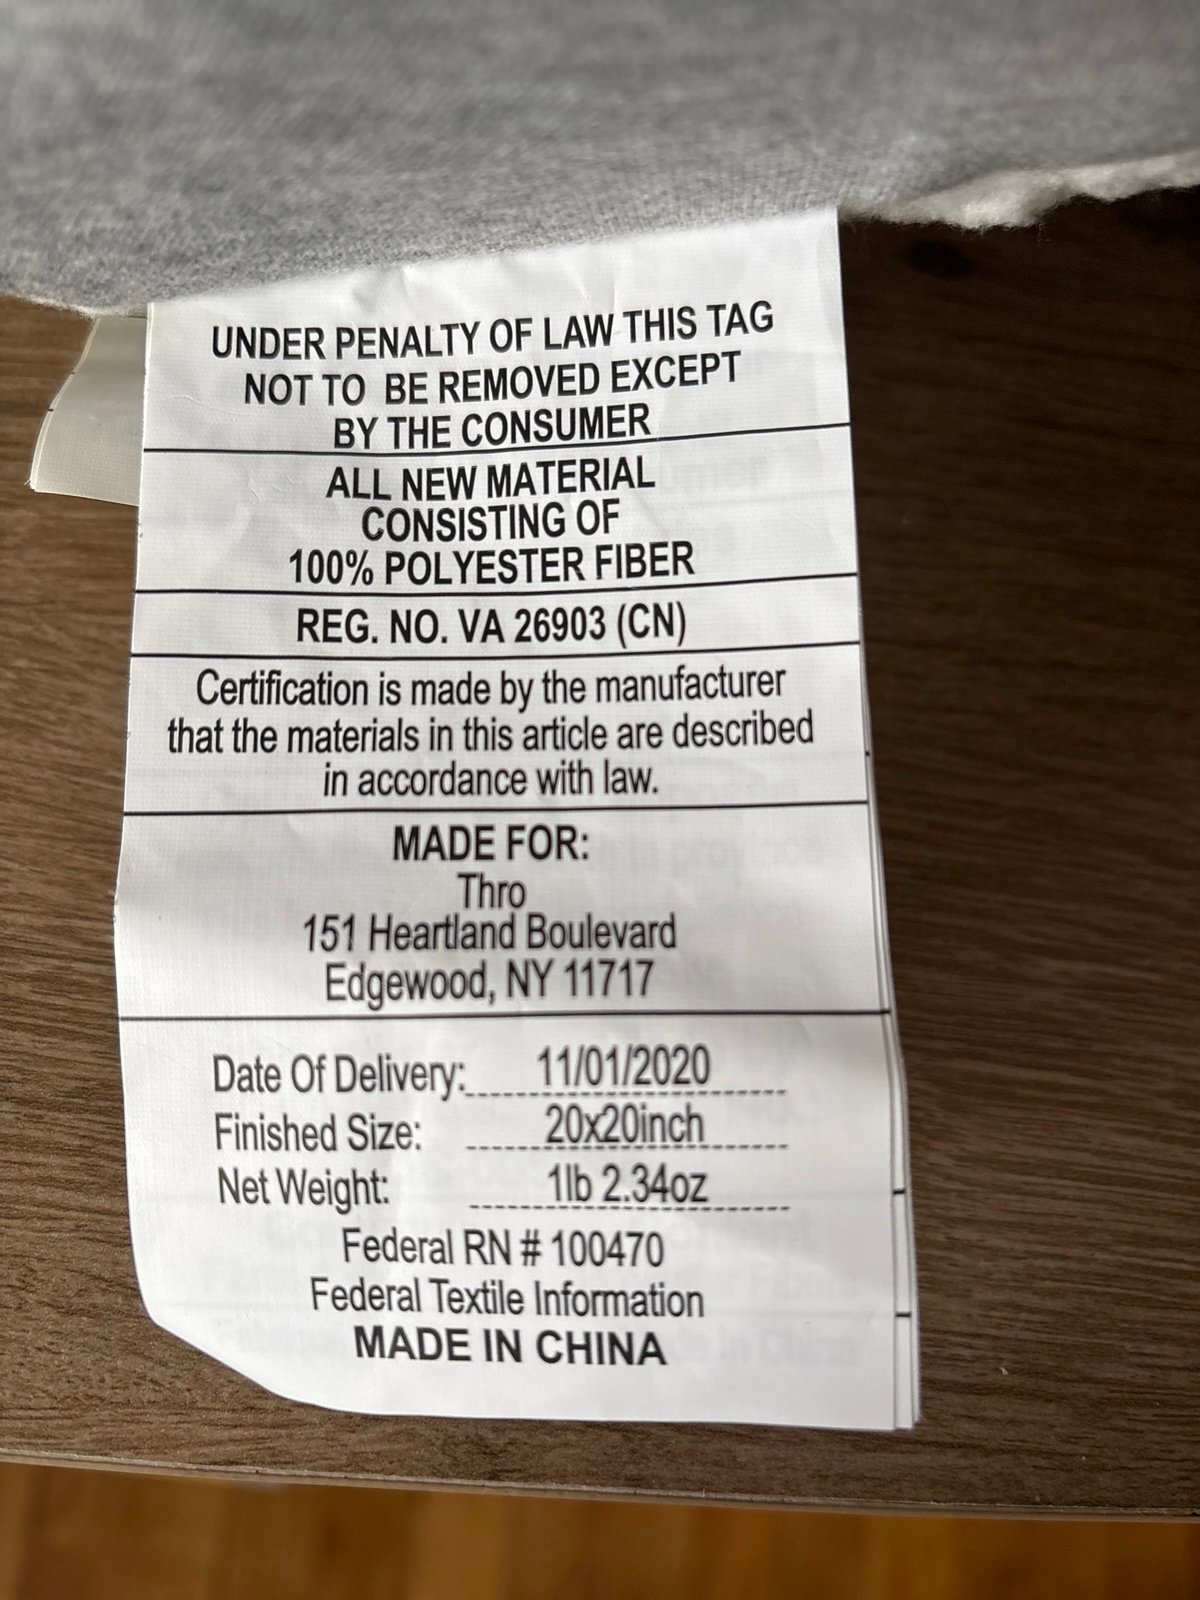 UNDER PENALTY OF LAW THIS TAG
NOT TO BE REMOVED EXCEPT
BY THE CONSUMER
ALL NEW MATERIAL
CONSISTING OF
100% POLYESTER FIBER
REG. NO. VA 26903 (CN)
Certification is made by the manufacturer
that the materials in this article are described
in accordance with law.
MADE FOR:
Thro
151 Heartland Boulevard
Edgewood, NY 11717
Date Of Delivery: 11/01/2020
Finished Size: 20x20inch
Net Weight: 1lb 2.34oz
Federal RN # 100470
Federal Textile Information
MADE IN CHINA